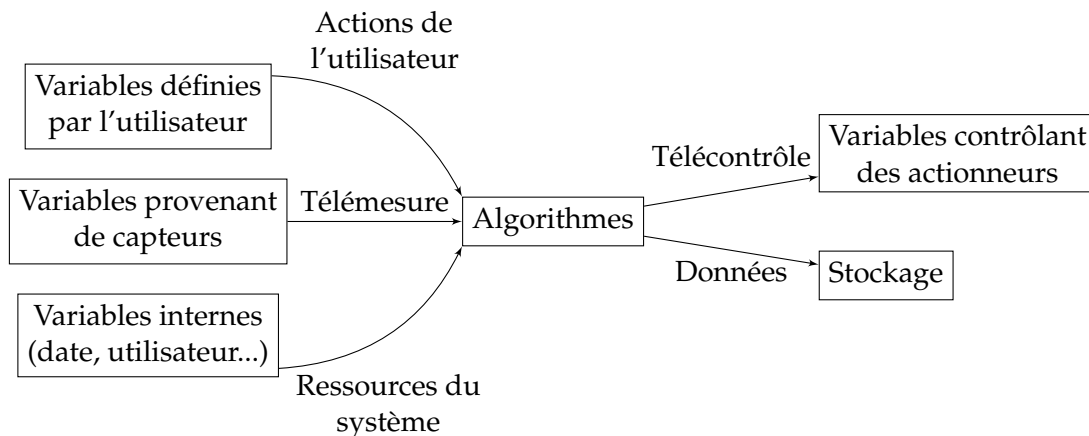 Actions de
l'utilisateur
Variables définies
par l'utilisateur
Variables provenant
de capteurs
Télémesure
Algorithmes
Télécontrôle
Variables contrôlant
des actionneurs
Données
Stockage
Variables internes
(date, utilisateur...)
Ressources du
système